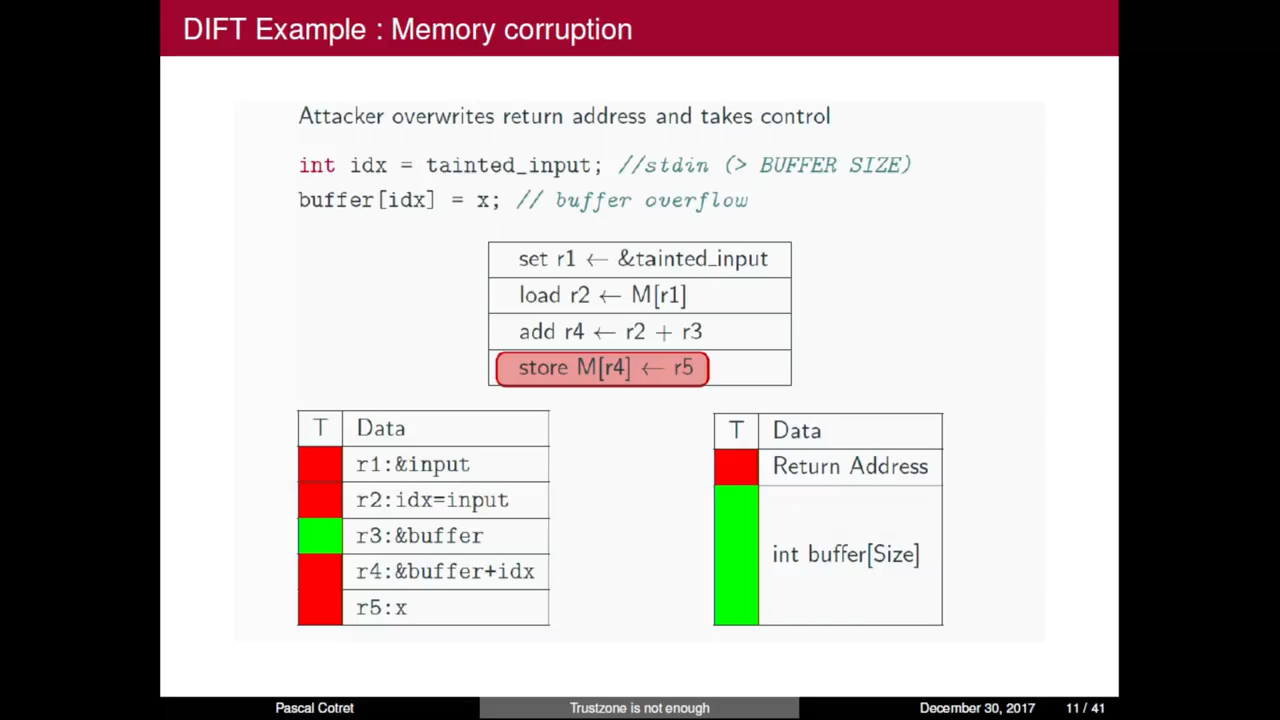 DIFT Example : Memory corruption
Attacker overwrites return address and takes control
int idx = tainted_input; //stdin (> BUFFER SIZE)
buffer[idx] = x; // buffer overflow
set r1 ← &tainted_input
load r2 ← M[r1]
add r4 ← r2 + r3
store M[r4] ← r5
T Data
r1:&input
r2:idx=input
r3:&buffer
r4:&buffer+idx
r5:x
T Data
Return Address
int buffer[Size]
Pascal Cotret Trustzone is not enough December 30, 2017 11 / 41